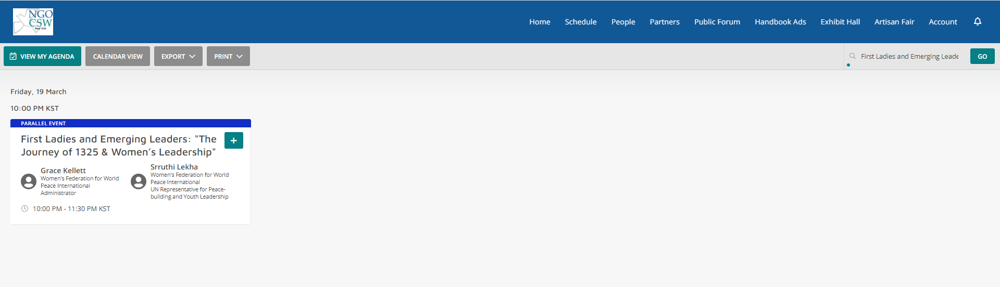 NGO
CSW
New York
Home Schedule People Partners Public Forum Handbook Ads Exhibit Hall Artisan Fair Account
VIEW MY AGENDA CALENDAR VIEW EXPORT PRINT First Ladies and Emerging Leade GO
Friday, 19 March
10:00 PM KST
PARALLEL EVENT
First Ladies and Emerging Leaders: "The
Journey of 1325 & Women’s Leadership"
Grace Kellett
Women's Federation for World
Peace International
Administrator
Srruthi Lekha
Women's Federation for World
Peace International
UN Representative for Peace-
building and Youth Leadership
10:00 PM - 11:30 PM KST